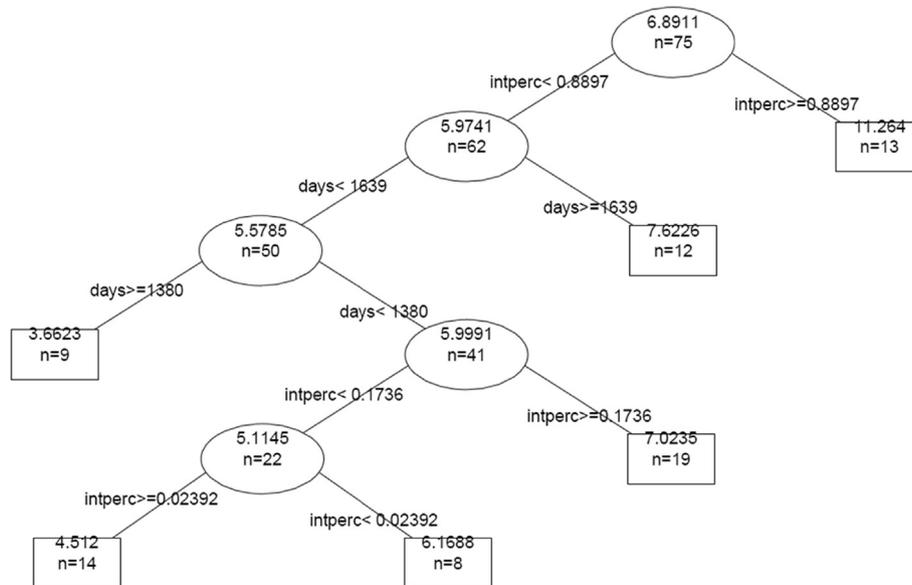 6.8911
n=75
intperc< 0.8897
intperc>=0.8897
5.9741
n=62
11.264
n=13
days< 1639
days>=1639
5.5785
n=50
7.6226
n=12
days>=1380
days< 1380
3.6623
n=9
5.9991
n=41
intperc< 0.1736
intperc>=0.1736
5.1145
n=22
7.0235
n=19
intperc>=0.02392
intperc< 0.02392
4.512
n=14
6.1688
n=8